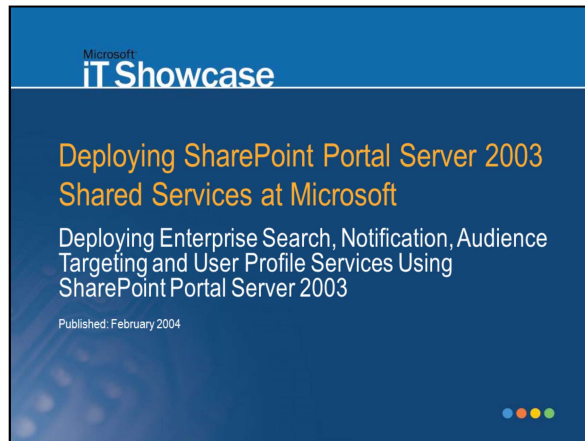 Microsoft
iT Showcase
Deploying SharePoint Portal Server 2003
Shared Services at Microsoft
Deploying Enterprise Search, Notification, Audience
Targeting and User Profile Services Using
SharePoint Portal Server 2003
Published: February 2004